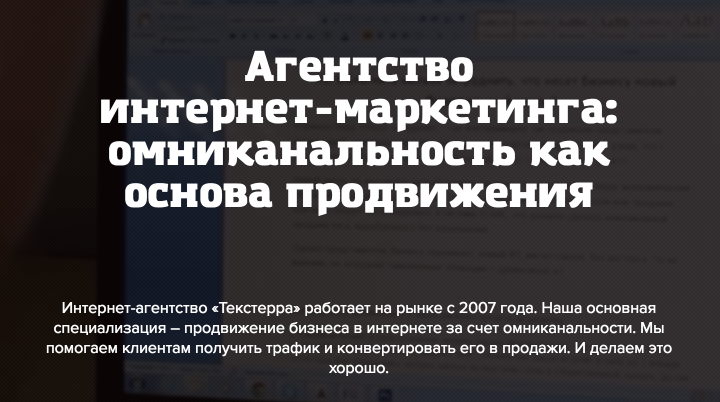 Агентство
интернет-маркетинга:
омниканальность как
основа продвижения
Интернет-агентство «Текстерра» работает на рынке с 2007 года. Наша основная
специализация – продвижение бизнеса в интернете за счет омниканальности. Мы
помогаем клиентам получить трафик и конвертировать его в продажи. И делаем это
хорошо.